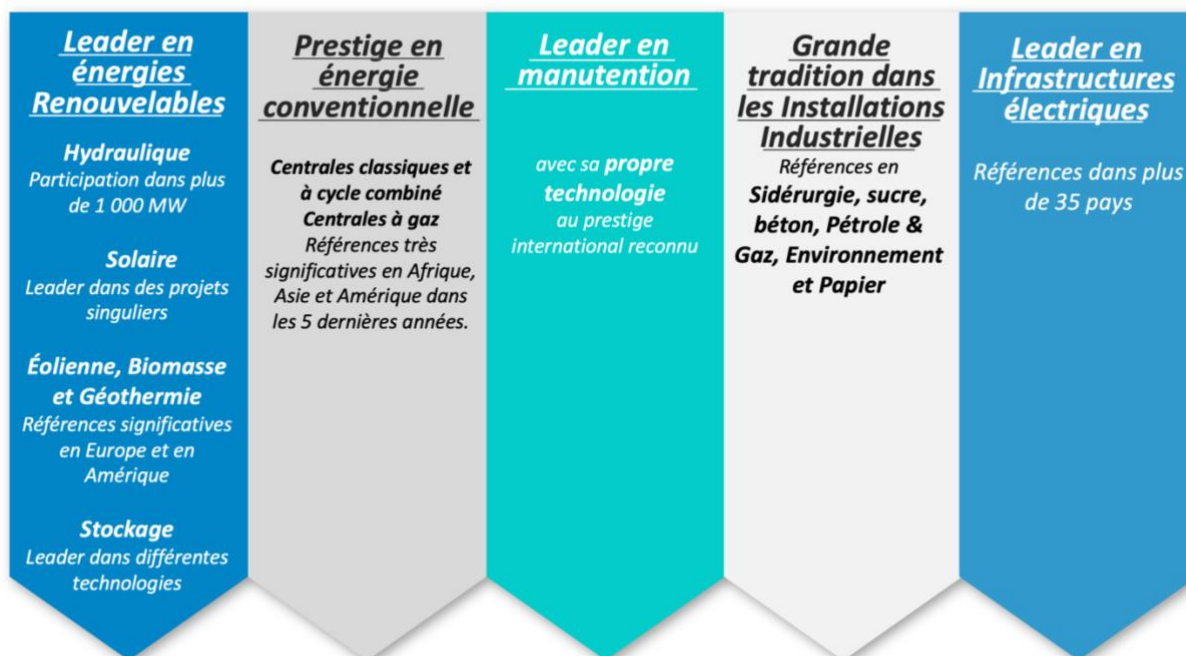 Leader en
énergies
Renouvelables
Hydraulique
Participation dans plus
de 1 000 MW
Solaire
Leader dans des projets
singuliers
Éolienne, Biomasse
et Géothermie
Références significatives
en Europe et en
Amérique
Stockage
Leader dans différentes
technologies
Prestige en
énergie
conventionnelle
Centrales classiques et
à cycle combiné
Centrales à gaz
Références très
significatives en Afrique,
Asie et Amérique dans
les 5 dernières années.
Leader en
manutention
avec sa propre
technologie
au prestige
international reconnu
Grande
tradition dans
les Installations
Industrielles
Références en
Sidérurgie, sucre,
béton, Pétrole &
Gaz, Environnement
et Papier
Leader en
Infrastructures
électriques
Références dans plus
de 35 pays